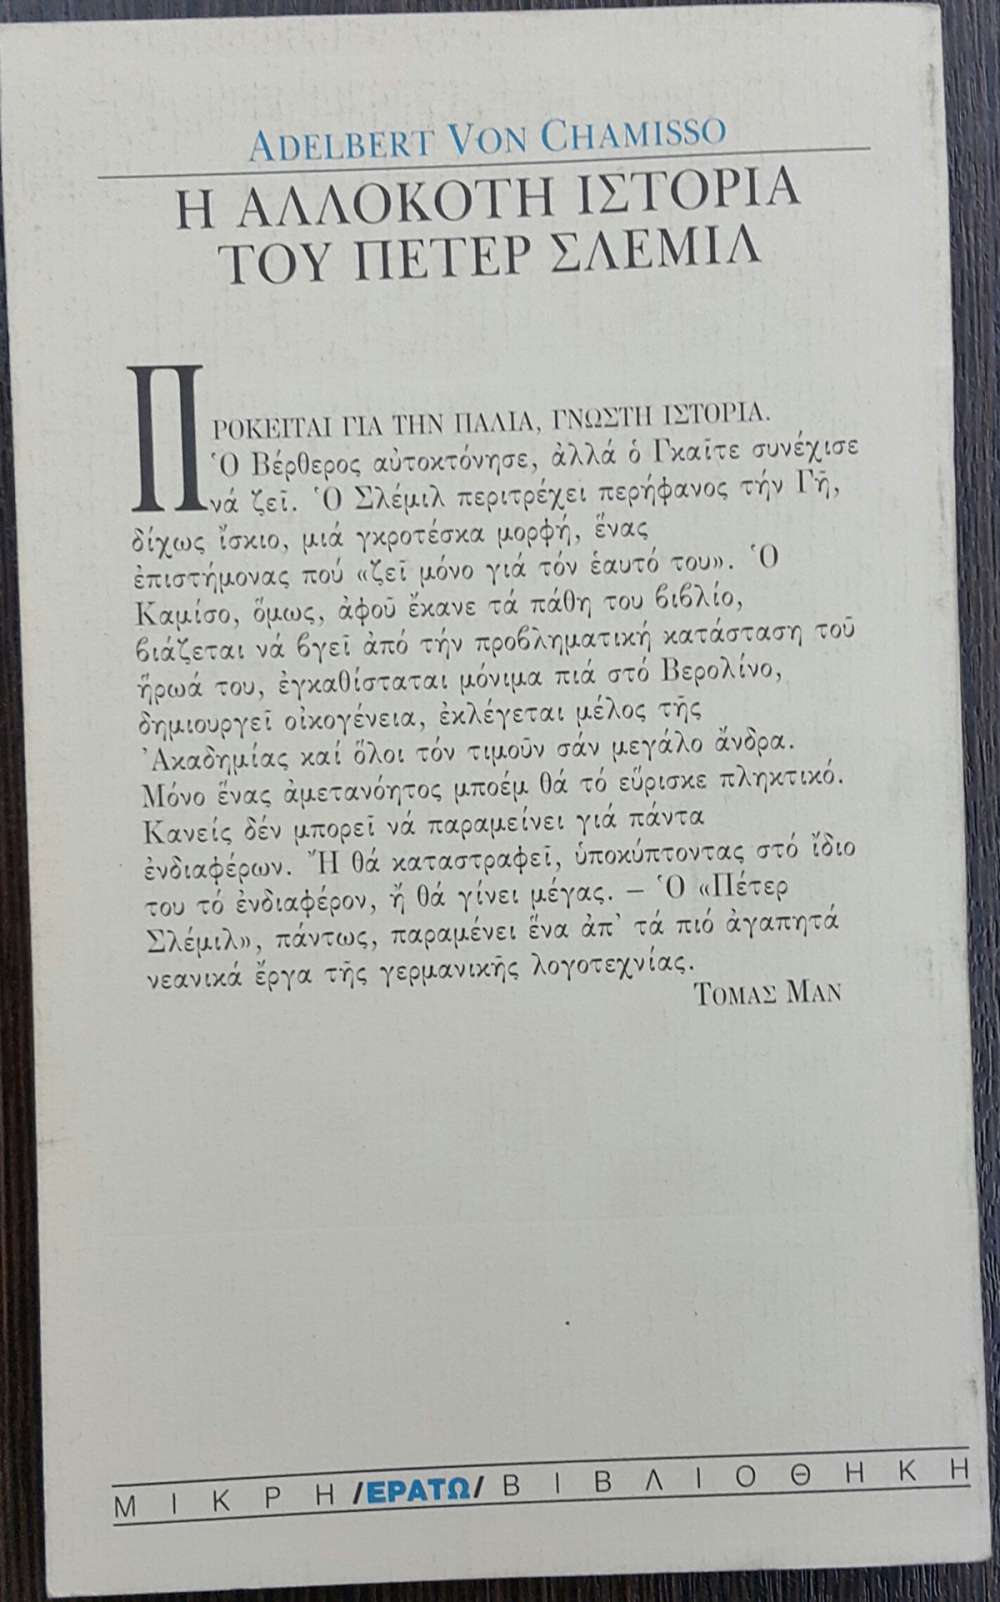 ADELBERT VON CHAMISSO
Η ΑΛΛΟΚΟΤΗ ΙΣΤΟΡΙΑ
ΤΟΥ ΠΕΤΕΡ ΣΛΕΜΙΛ
ΠΡΟΚΕΙΤΑΙ ΓΙΑ ΤΗΝ ΠΑΛΙΑ, ΓΝΩΣΤΗ ΙΣΤΟΡΙΑ.
Ὁ Βέρθερος αὐτοκτόνησε, ἀλλά ὁ Γκαῖτε συνέχισε
νά ζεῖ. Ὁ Σλέμιλ περιτρέχει περήφανος τήν Γῆ,
δίχως ἴσκιο, μιά γκροτέσκα μορφή, ἕνας
ἐπιστήμονας πού «ζεῖ μόνο γιά τόν ἑαυτό του». Ὁ
Καμίσο, ὅμως, ἀφοῦ ἔκανε τά πάθη του βιβλίο,
βιάζεται νά βγεῖ ἀπό τήν προβληματική κατάσταση τοῦ
ἥρωά του, ἐγκαθίσταται μόνιμα πιά στό Βερολίνο,
δημιουργεῖ οἰκογένεια, ἐκλέγεται μέλος τῆς
Ἀκαδημίας καί ὅλοι τόν τιμοῦν σάν μεγάλο ἄνδρα.
Μόνο ἕνας ἀμετανόητος μποέμ θά τό εὕρισκε πληκτικό.
Κανείς δέν μπορεῖ νά παραμείνει γιά πάντα
ἐνδιαφέρων. Ἤ θά καταστραφεῖ, ὑποκύπτοντας στό ἴδιο
του τό ἐνδιαφέρον, ἤ θά γίνει μέγας. – Ὁ «Πέτερ
Σλέμιλ», πάντως, παραμένει ἕνα ἀπ' τά πιό ἀγαπητά
νεανικά ἔργα τῆς γερμανικῆς λογοτεχνίας.
ΤΟΜΑΣ ΜΑΝ
ΜΙΚΡΗ /ΕΡΑΤΩ/ ΒΙΒΛΙΟΘΗΚΗ